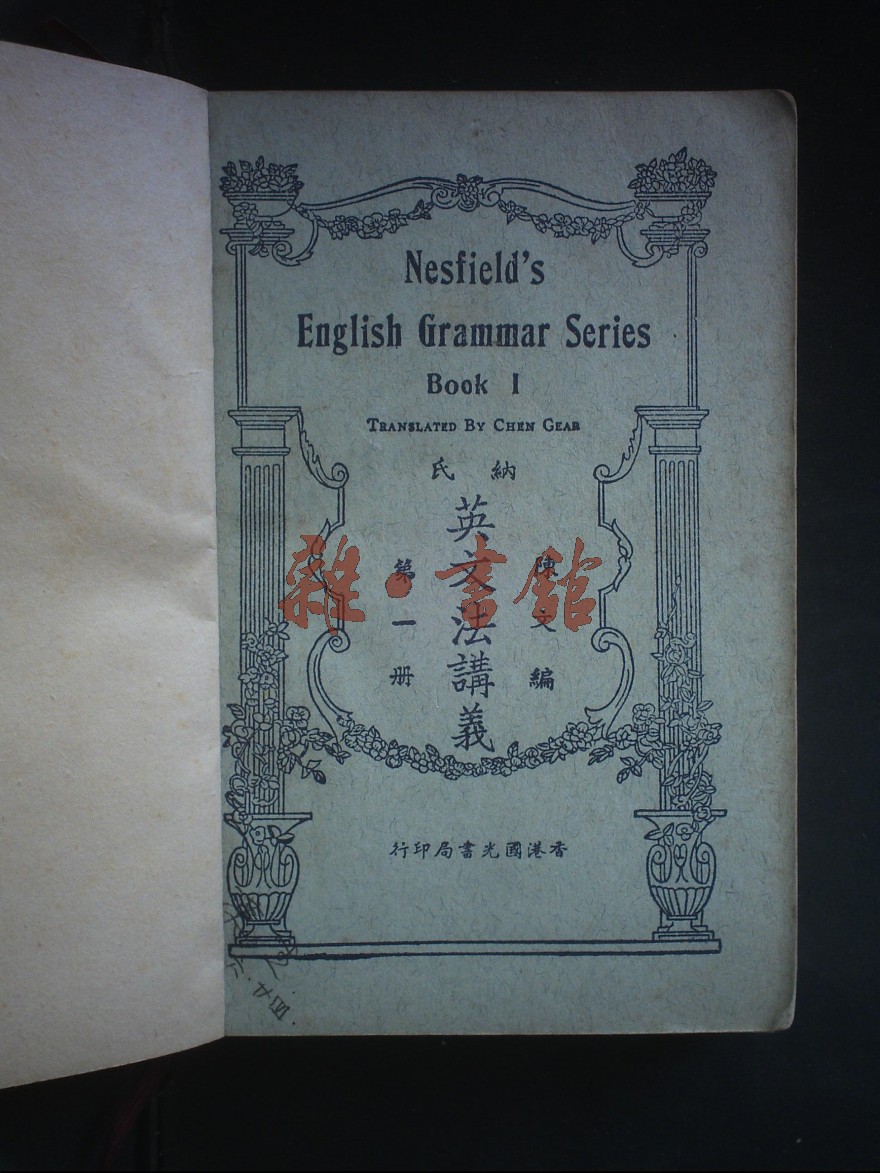 Nesfield's
English Grammar Series
Book I
TRANSLATED BY CHEN GEAR
納氏
英文法講義
陳文編
第一册
香港國光書局印行
雜·書館